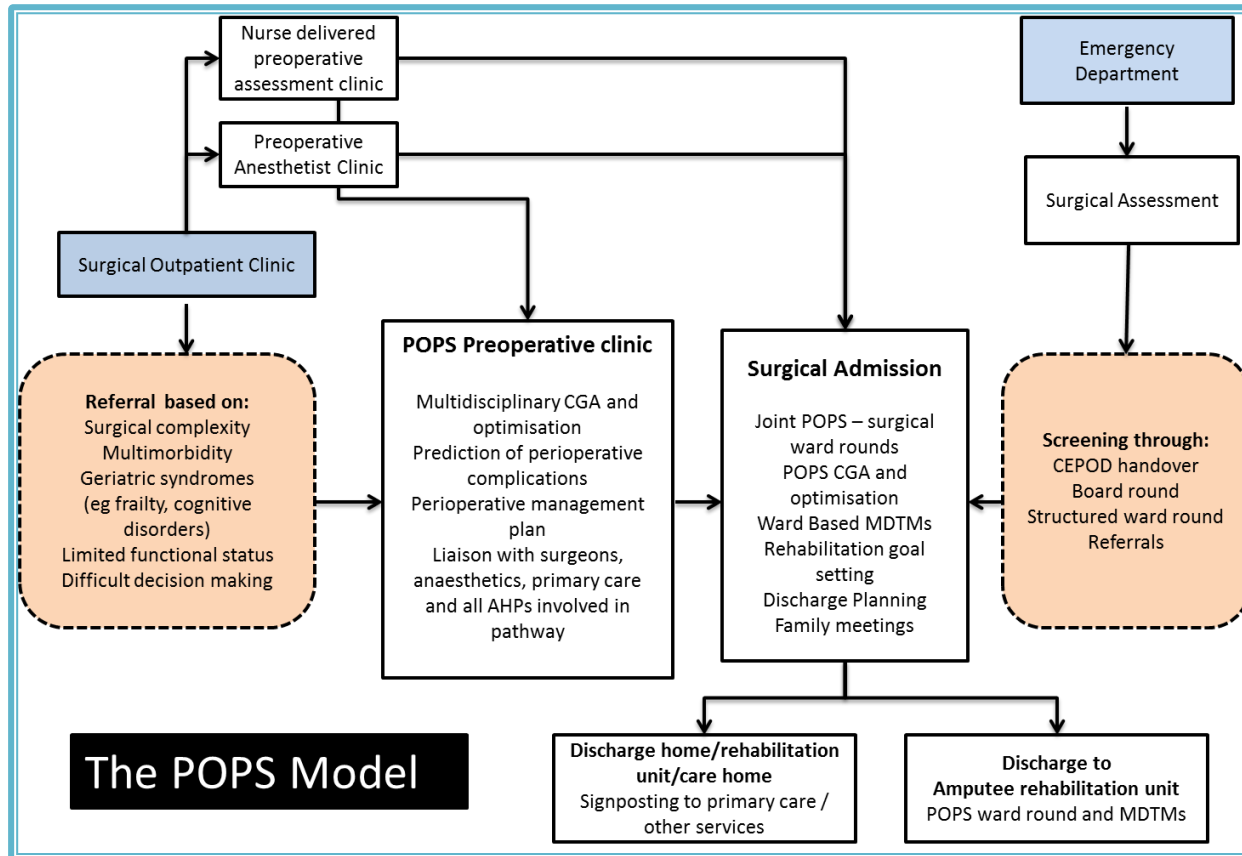 Nurse delivered
preoperative
assessment clinic
Preoperative
Anesthetist Clinic
Surgical Outpatient Clinic
Emergency
Department
Surgical Assessment
Referral based on:
Surgical complexity
Multimorbidity
Geriatric syndromes
(eg frailty, cognitive
disorders)
Limited functional status
Difficult decision making
POPS Preoperative clinic
Multidisciplinary CGA and
optimisation
Prediction of perioperative
complications
Perioperative management
plan
Liaison with surgeons,
anaesthetics, primary care
and all AHPs involved in
pathway
Surgical Admission
Joint POPS – surgical
ward rounds
POPS CGA and
optimisation
Ward Based MDTMs
Rehabilitation goal
setting
Discharge Planning
Family meetings
Screening through:
CEPOD handover
Board round
Structured ward round
Referrals
The POPS Model
Discharge home/rehabilitation
unit/care home
Signposting to primary care /
other services
Discharge to
Amputee rehabilitation unit
POPS ward round and MDTMs